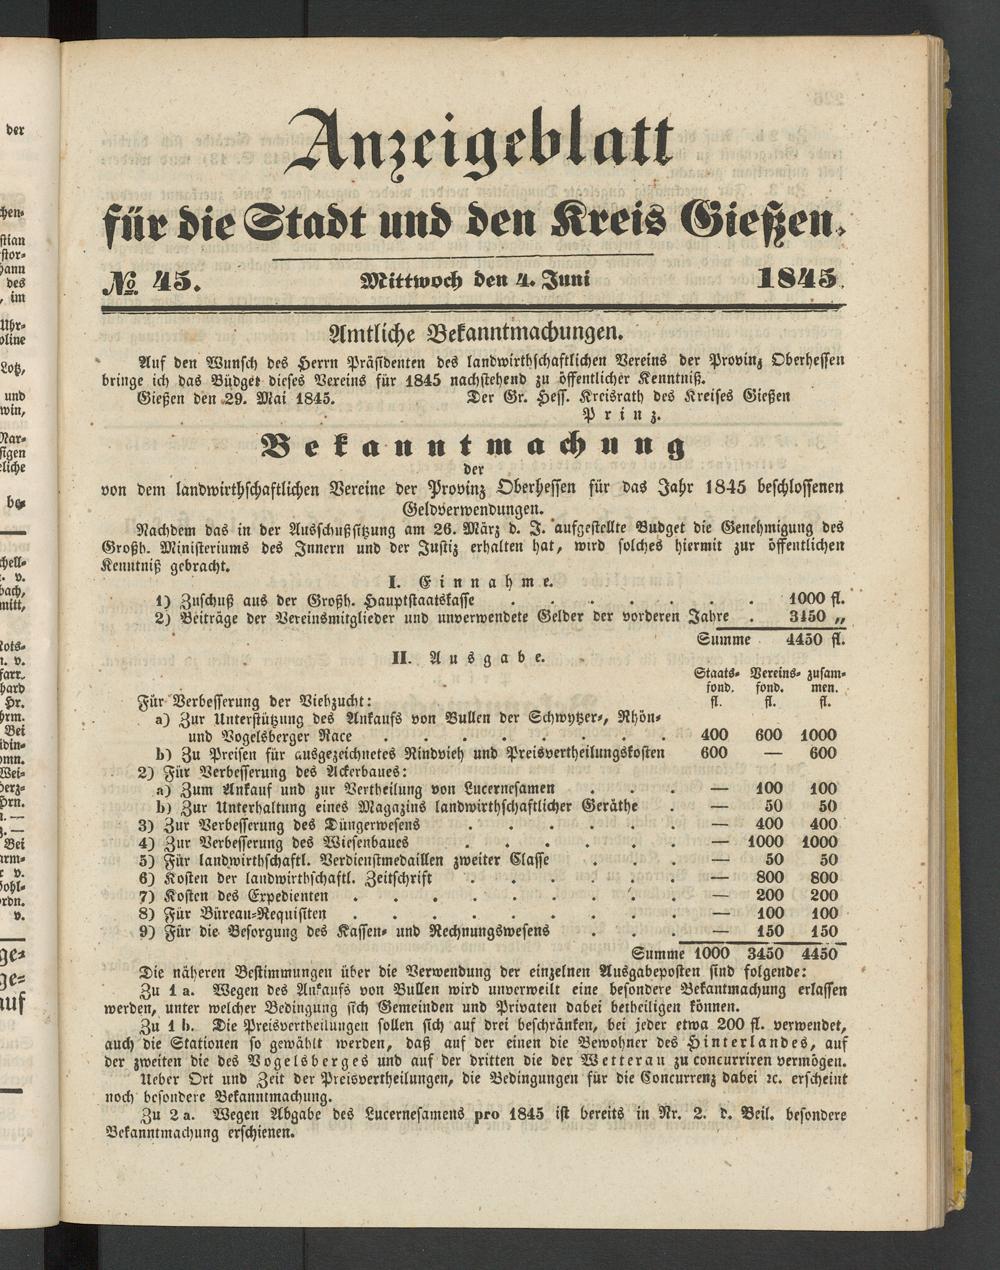 Anzeigeblatt
für die Stadt und den Kreis Gießen.
№ 45. Mittwoch den 4. Juni 1845.
Amtliche Bekanntmachungen.
Auf den Wunsch des Herrn Präsidenten des landwirthschaftlichen Vereins der Provinz Oberhessen
bringe ich das Büdget dieses Vereins für 1845 nachstehend zu öffentlicher Kenntniß.
Gießen den 29. Mai 1845. Der Gr. Hess. Kreisrath des Kreises Gießen
Prinz.
Bekanntmachung
der
von dem landwirthschaftlichen Vereine der Provinz Oberhessen für das Jahr 1845 beschlossenen
Geldverwendungen.
Nachdem das in der Ausschußsitzung am 26. März d. J. aufgestellte Budget die Genehmigung des
Großh. Ministeriums des Innern und der Justiz erhalten hat, wird solches hiermit zur öffentlichen
Kenntniß gebracht.
I. Einnahme.
1) Zuschuß aus der Großh. Hauptstaatskasse . . . . . . . 1000 fl.
2) Beiträge der Vereinsmitglieder und unverwendete Gelder der vorderen Jahre . 3450 „
Summe 4450 fl.
II. Ausgabe.
Staats- Vereins- zusam-
fond. fond. men.
Für Verbesserung der Viehzucht: fl. fl. fl.
a) Zur Unterstützung des Ankaufs von Bullen der Schwytzer-, Rhön-
und Vogelsberger Race . . . . . . . 400 600 1000
b) Zu Preisen für ausgezeichnetes Rindvieh und Preisvertheilungskosten 600 — 600
2) Für Verbesserung des Ackerbaues:
a) Zum Ankauf und zur Vertheilung von Lucernesamen . . . — 100 100
b) Zur Unterhaltung eines Magazins landwirthschaftlicher Geräthe . — 50 50
3) Zur Verbesserung des Düngerwesens . . . . . . — 400 400
4) Zur Verbesserung des Wiesenbaues . . . . . . — 1000 1000
5) Für landwirthschaftl. Verdienstmedaillen zweiter Classe . . . — 50 50
6) Kosten der landwirthschaftl. Zeitschrift . . . . . . — 800 800
7) Kosten des Expedienten . . . . . . . . — 200 200
8) Für Büreau-Requisiten . . . . . . . . — 100 100
9) Für die Besorgung des Kassen- und Rechnungswesens . . . — 150 150
Summe 1000 3450 4450
Die näheren Bestimmungen über die Verwendung der einzelnen Ausgabeposten sind folgende:
Zu 1 a. Wegen des Ankaufs von Bullen wird unverweilt eine besondere Bekantmachung erlassen
werden, unter welcher Bedingung sich Gemeinden und Privaten dabei betheiligen können.
Zu 1 b. Die Preisvertheilungen sollen sich auf drei beschränken, bei jeder etwa 200 fl. verwendet,
auch die Stationen so gewählt werden, daß auf der einen die Bewohner des Hinterlandes, auf
der zweiten die des Vogelsberges und auf der dritten die der Wetterau zu concurriren vermögen.
Ueber Ort und Zeit der Preisvertheilungen, die Bedingungen für die Concurrenz dabei ꝛc. erscheint
noch besondere Bekanntmachung.
Zu 2 a. Wegen Abgabe des Lucernesamens pro 1845 ist bereits in Nr. 2. d. Beil. besondere
Bekanntmachung erschienen.